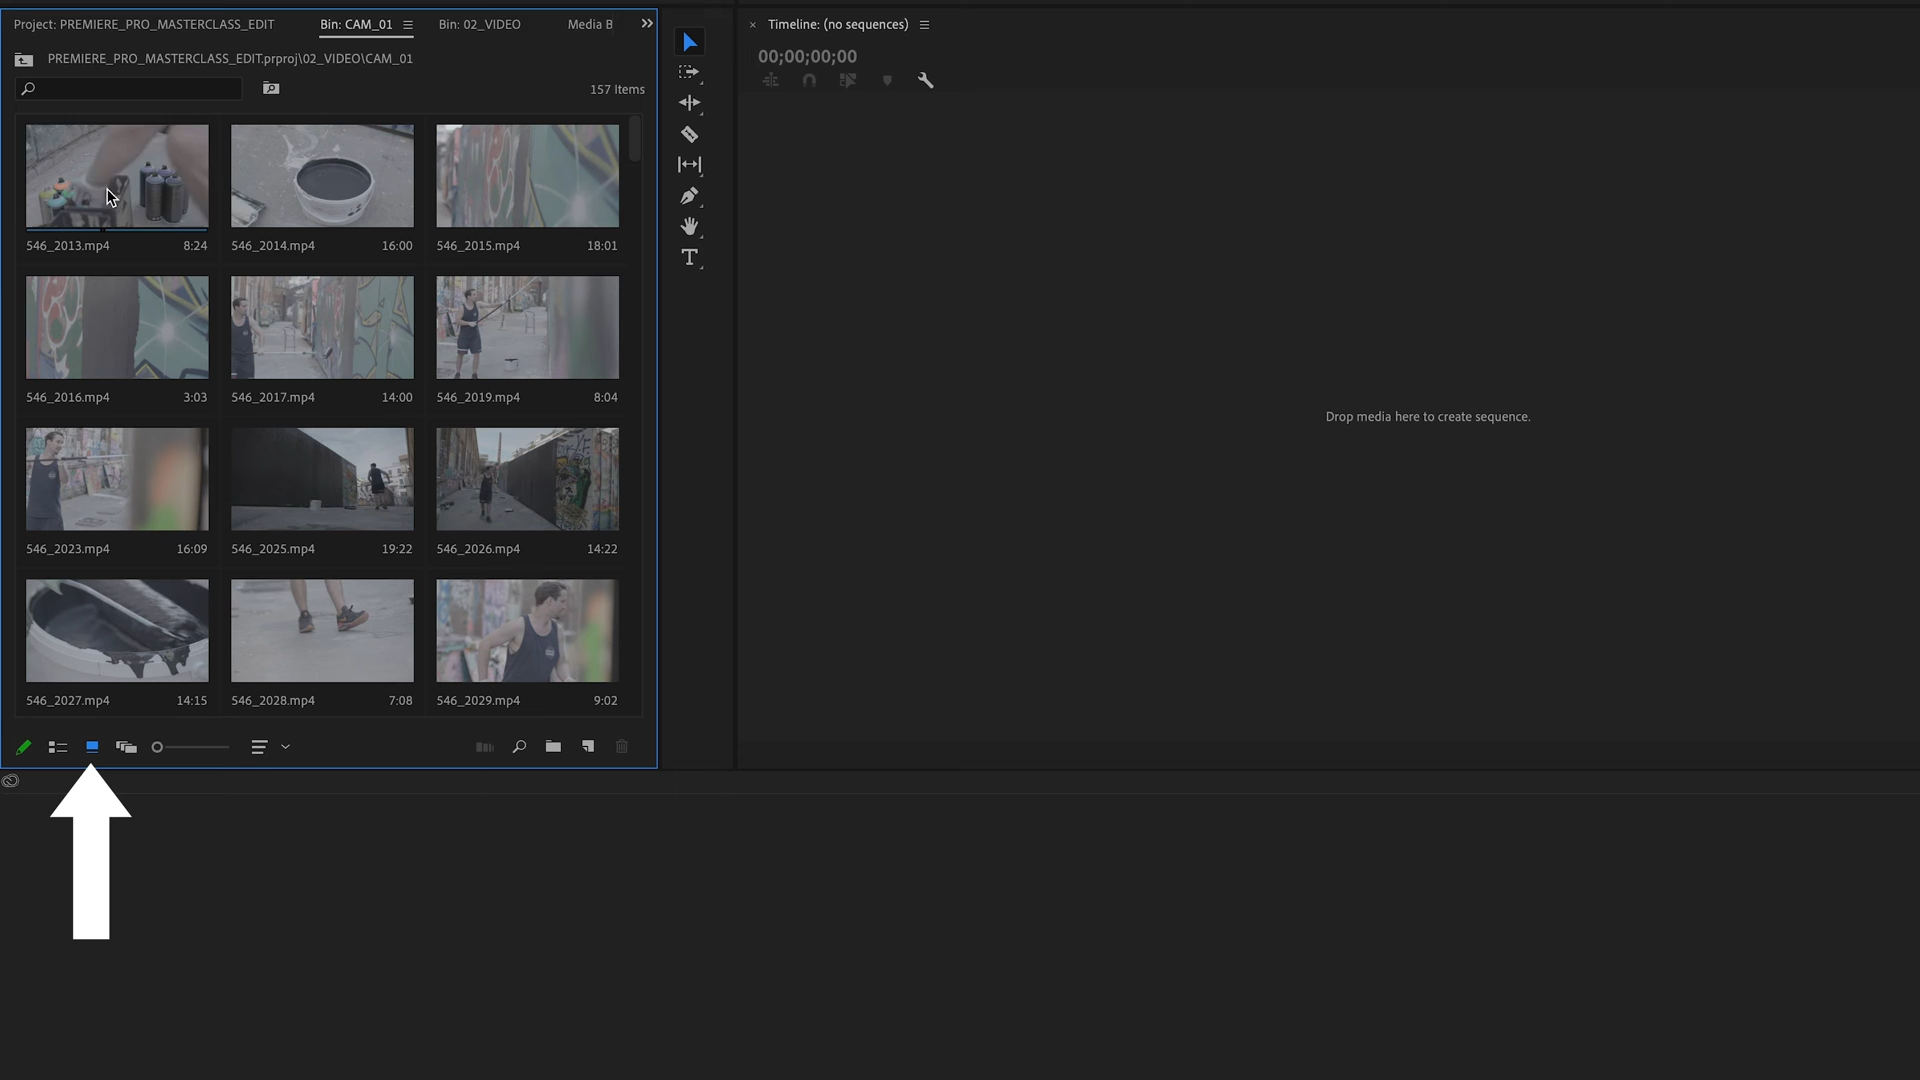 Project: PREMIERE_PRO_MASTERCLASS_EDIT
Bin: CAM_01
Bin: 02_VIDEO
Media B
Timeline: (no sequences)
PREMIERE_PRO_MASTERCLASS_EDIT.prproj\02_VIDEO\CAM_01
00;00;00;00
157 Items
546_2013.mp4 8:24
546_2014.mp4 16:00
546_2015.mp4 18:01
546_2016.mp4 3:03
546_2017.mp4 14:00
546_2019.mp4 8:04
Drop media here to create sequence.
546_2023.mp4 16:09
546_2025.mp4 19:22
546_2026.mp4 14:22
546_2027.mp4 14:15
546_2028.mp4 7:08
546_2029.mp4 9:02